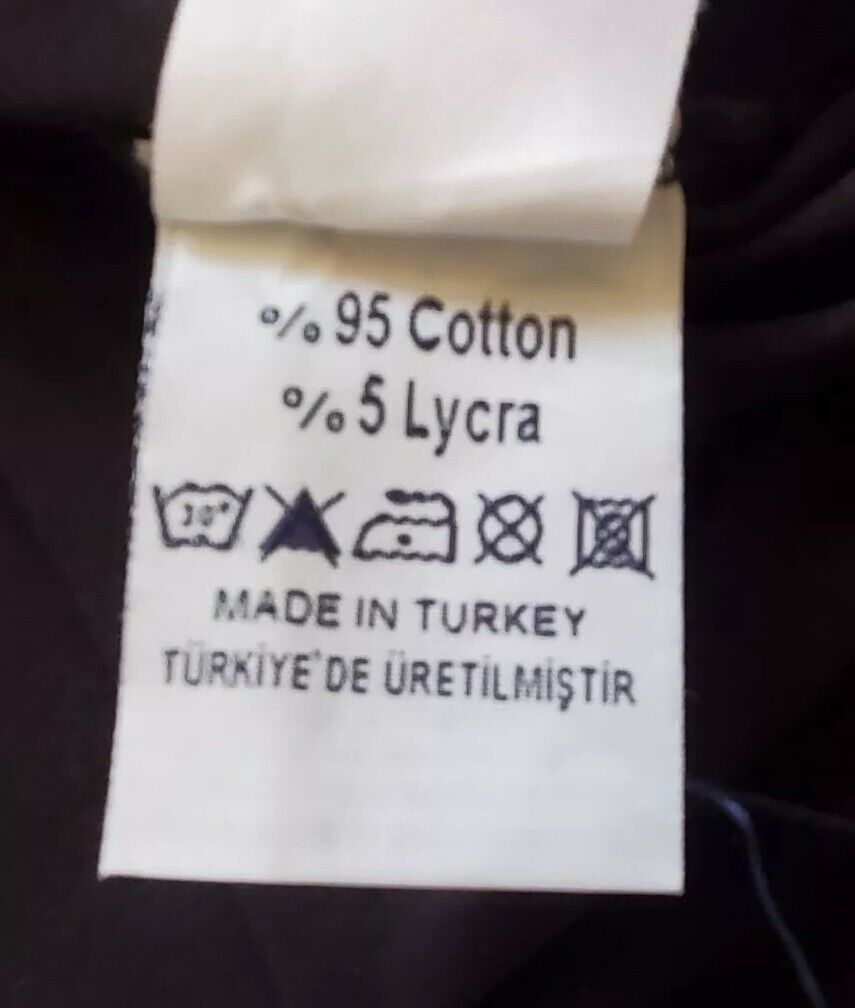 % 95 Cotton
% 5 Lycra
30°
MADE IN TURKEY
TÜRKİYE'DE ÜRETİLMİŞTİR